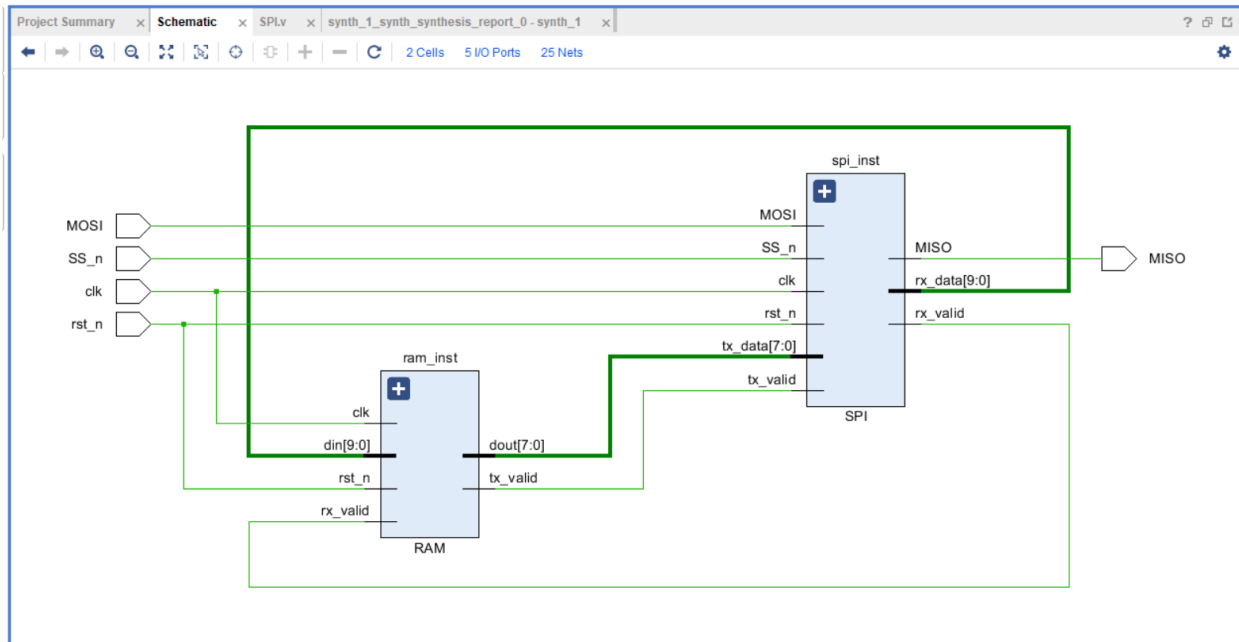 Project Summary × Schematic × SPI.v × synth_1_synth_synthesis_report_0 - synth_1 × ?
2 Cells 5 I/O Ports 25 Nets
spi_inst
MOSI MOSI
SS_n SS_n MISO MISO
clk clk rx_data[9:0]
rst_n rst_n rx_valid
tx_data[7:0]
tx_valid
SPI
ram_inst
clk
din[9:0] dout[7:0]
rst_n tx_valid
rx_valid
RAM